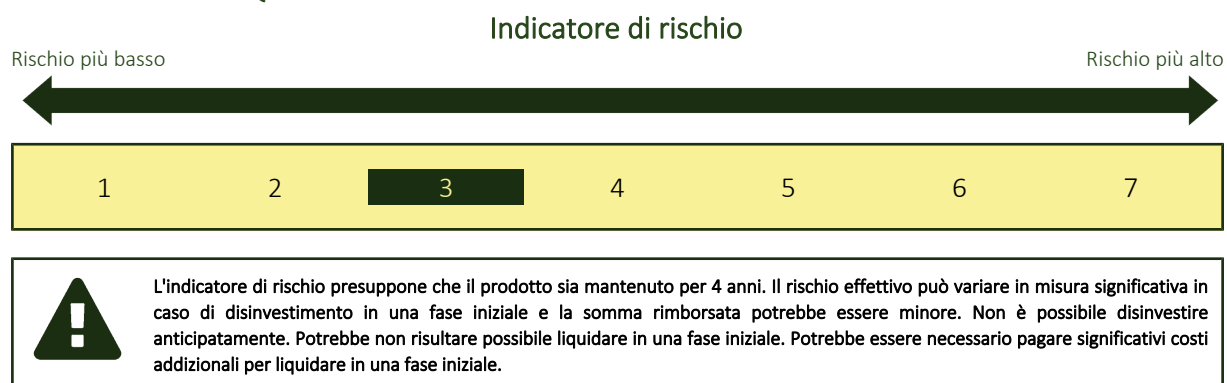 Indicatore di rischio
Rischio più basso
Rischio più alto
1 2 3 4 5 6 7
L'indicatore di rischio presuppone che il prodotto sia mantenuto per 4 anni. Il rischio effettivo può variare in misura significativa in
caso di disinvestimento in una fase iniziale e la somma rimborsata potrebbe essere minore. Non è possibile disinvestire
anticipatamente. Potrebbe non risultare possibile liquidare in una fase iniziale. Potrebbe essere necessario pagare significativi costi
addizionali per liquidare in una fase iniziale.